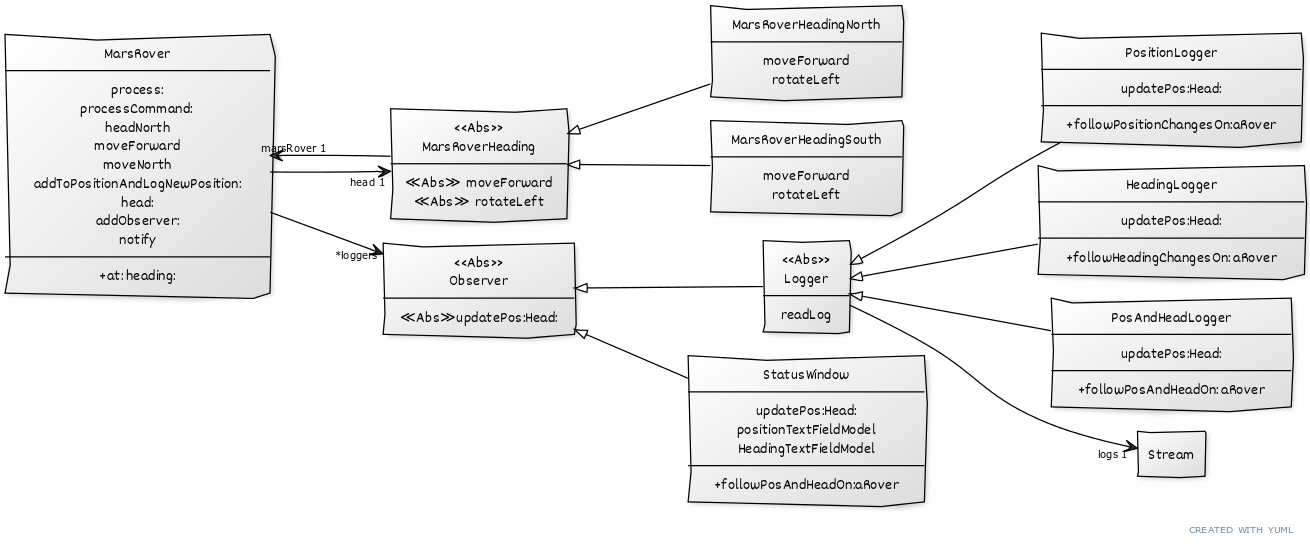 MarsRover
process:
processCommand:
headNorth
moveForward
moveNorth
addToPositionAndLogNewPosition:
head:
addObserver:
notify
+at:heading:
marsRover 1
head 1
*loggers
<<Abs>>
MarsRoverHeading
≪Abs≫ moveForward
≪Abs≫ rotateLeft
<<Abs>>
Observer
≪Abs≫updatePos:Head:
MarsRoverHeadingNorth
moveForward
rotateLeft
MarsRoverHeadingSouth
moveForward
rotateLeft
<<Abs>>
Logger
readLog
StatusWindow
updatePos:Head:
positionTextFieldModel
HeadingTextFieldModel
+followPosAndHeadOn:aRover
PositionLogger
updatePos:Head:
+followPositionChangesOn:aRover
HeadingLogger
updatePos:Head:
+followHeadingChangesOn: aRover
PosAndHeadLogger
updatePos:Head:
+followPosAndHeadOn: aRover
logs 1
Stream
CREATED WITH YUML